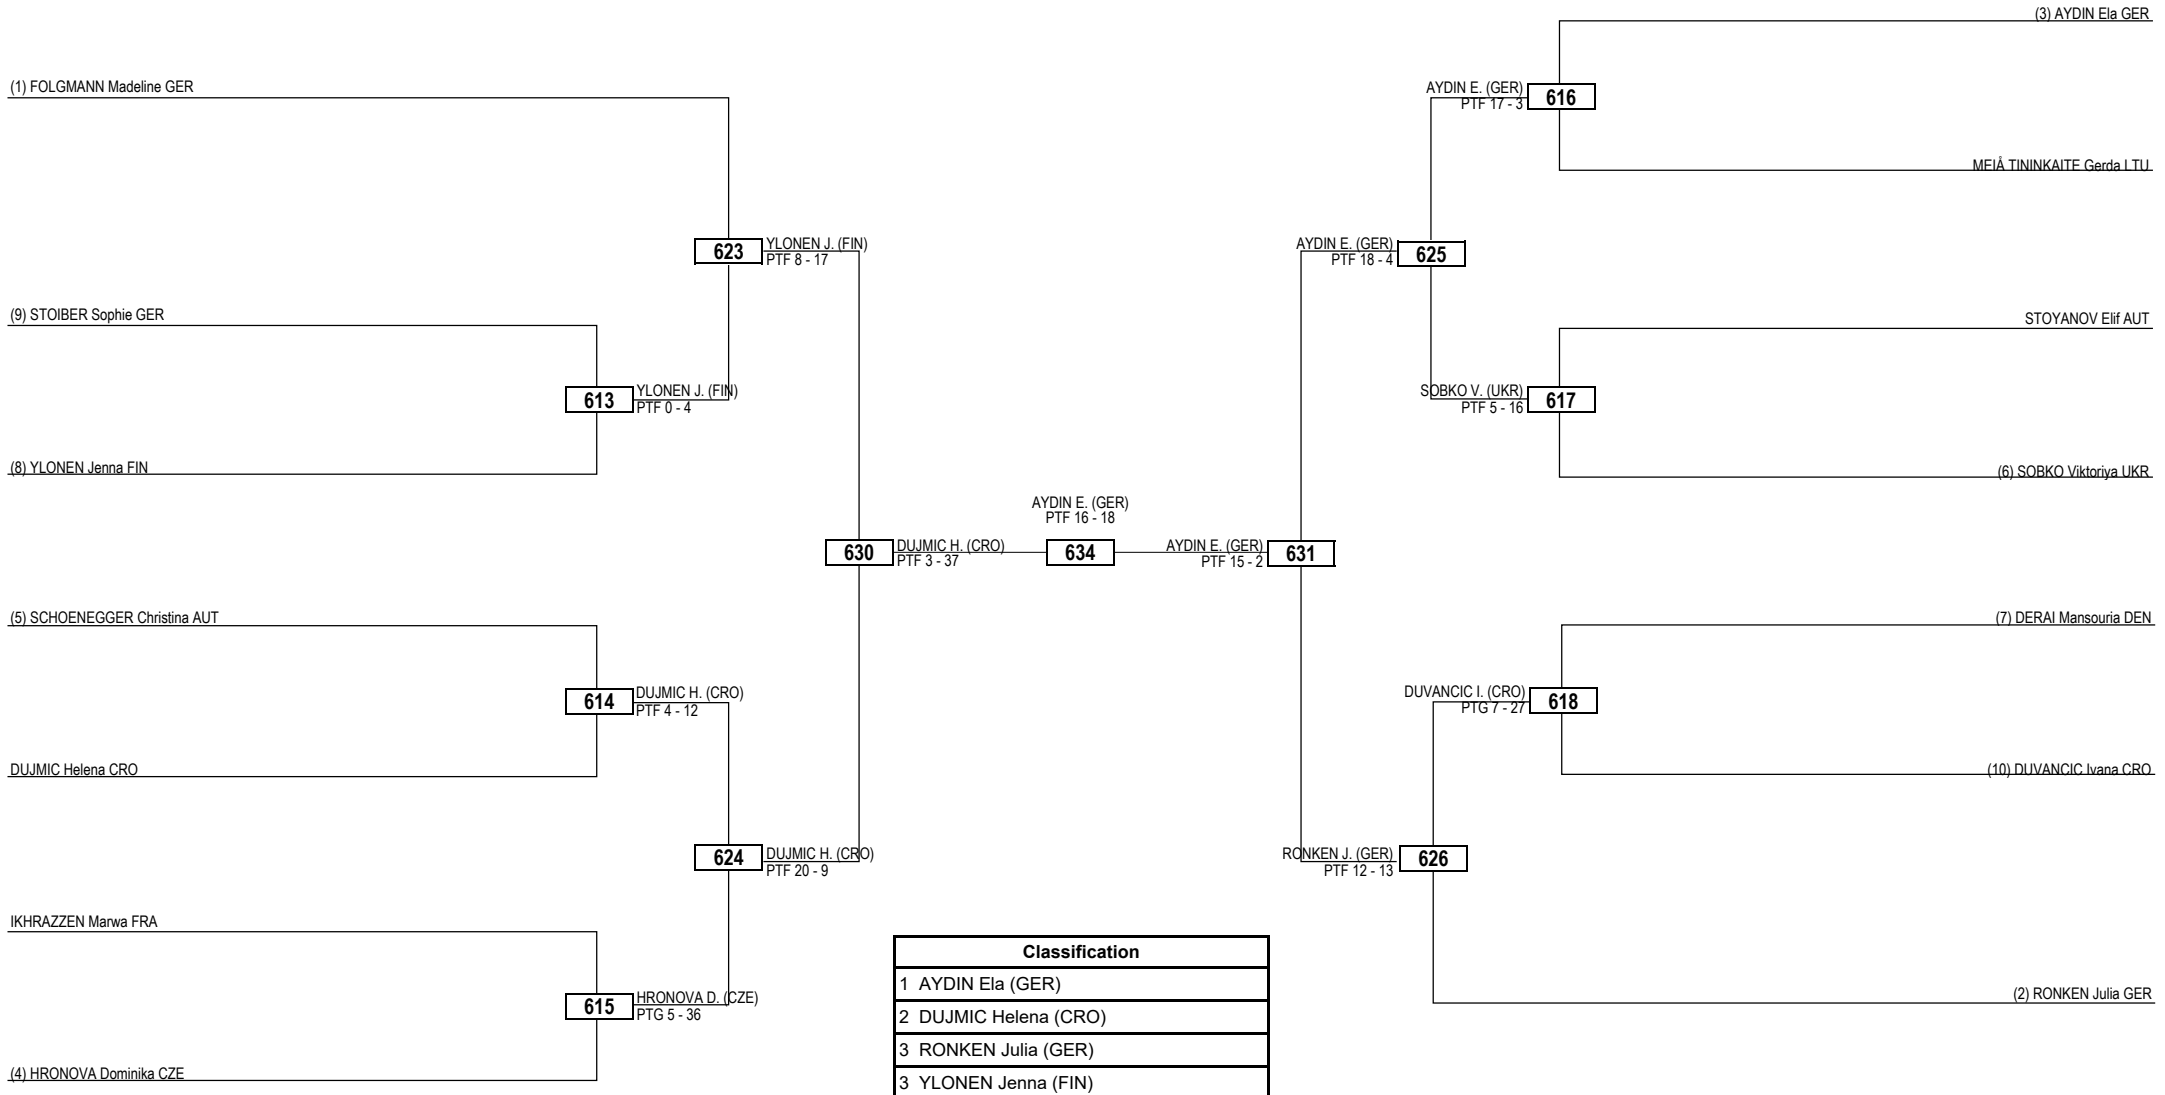 (3) AYDIN Ela GER
(1) FOLGMANN Madeline GER
AYDIN E. (GER)
PTF 17 - 3
616
MEIÅ TININKAITE Gerda LTU
623
YLONEN J. (FIN)
PTF 8 - 17
AYDIN E. (GER)
PTF 18 - 4
625
(9) STOIBER Sophie GER
STOYANOV Elif AUT
613
YLONEN J. (FIN)
PTF 0 - 4
SOBKO V. (UKR)
PTF 5 - 16
617
(8) YLONEN Jenna FIN
(6) SOBKO Viktoriya UKR
AYDIN E. (GER)
PTF 16 - 18
630
DUJMIC H. (CRO)
PTF 3 - 37
634
AYDIN E. (GER)
PTF 15 - 2
631
(5) SCHOENEGGER Christina AUT
(7) DERAI Mansouria DEN
614
DUJMIC H. (CRO)
PTF 4 - 12
DUVANCIC I. (CRO)
PTG 7 - 27
618
DUJMIC Helena CRO
(10) DUVANCIC Ivana CRO
624
DUJMIC H. (CRO)
PTF 20 - 9
RONKEN J. (GER)
PTF 12 - 13
626
IKHRAZZEN Marwa FRA
615
HRONOVA D. (CZE)
PTG 5 - 36
(2) RONKEN Julia GER
(4) HRONOVA Dominika CZE
Classification
1 AYDIN Ela (GER)
2 DUJMIC Helena (CRO)
3 RONKEN Julia (GER)
3 YLONEN Jenna (FIN)